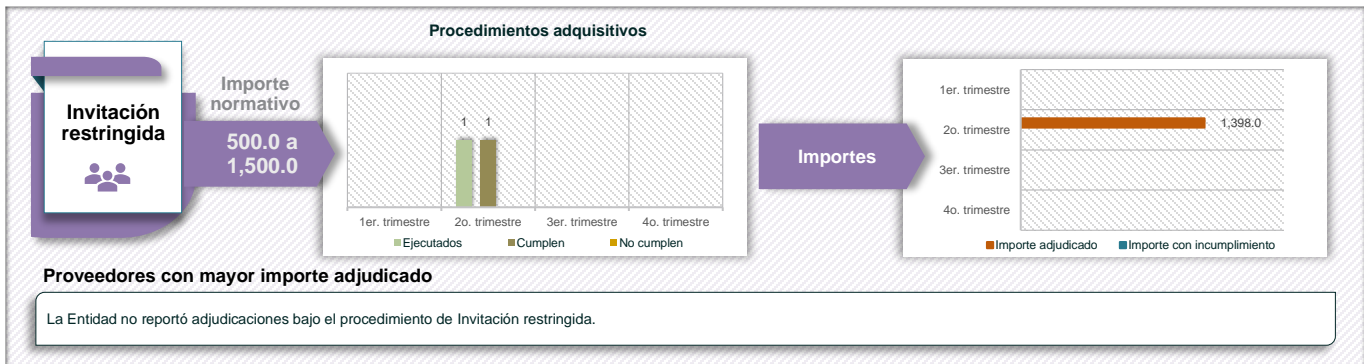 Procedimientos adquisitivos
Invitación
restringida
Importe
normativo
500.0 a
1,500.0
1 1
1er. trimestre 2o. trimestre 3er. trimestre 4o. trimestre
Ejecutados Cumplen No cumplen
Importes
1er. trimestre
2o. trimestre
1,398.0
3er. trimestre
4o. trimestre
Importe adjudicado Importe con incumplimiento
Proveedores con mayor importe adjudicado
La Entidad no reportó adjudicaciones bajo el procedimiento de Invitación restringida.